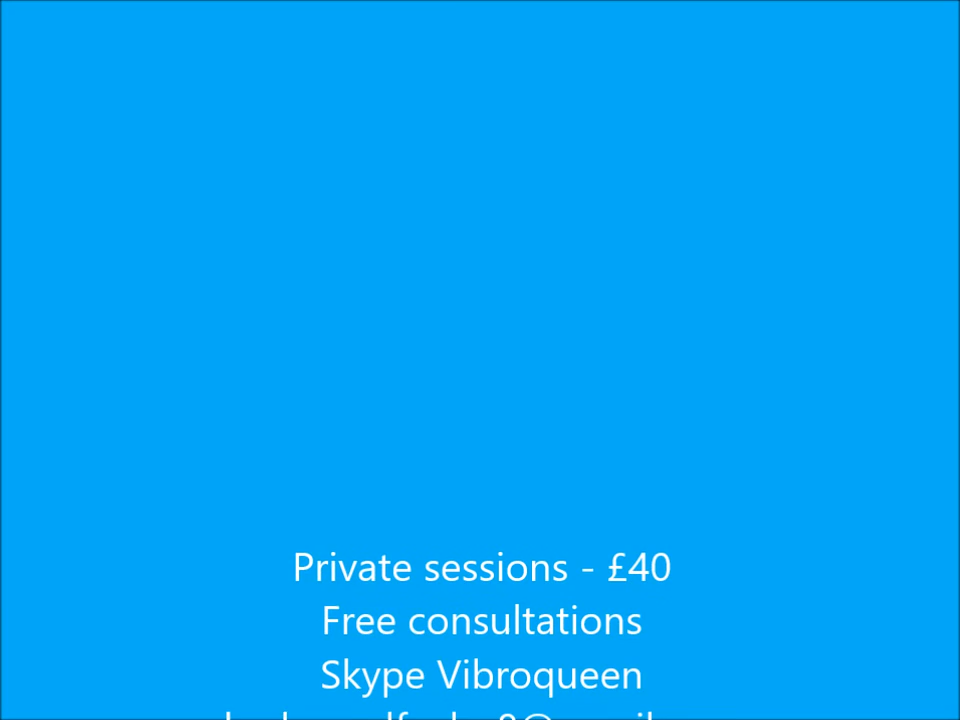 Private sessions - £40
Free consultations
Skype Vibroqueen